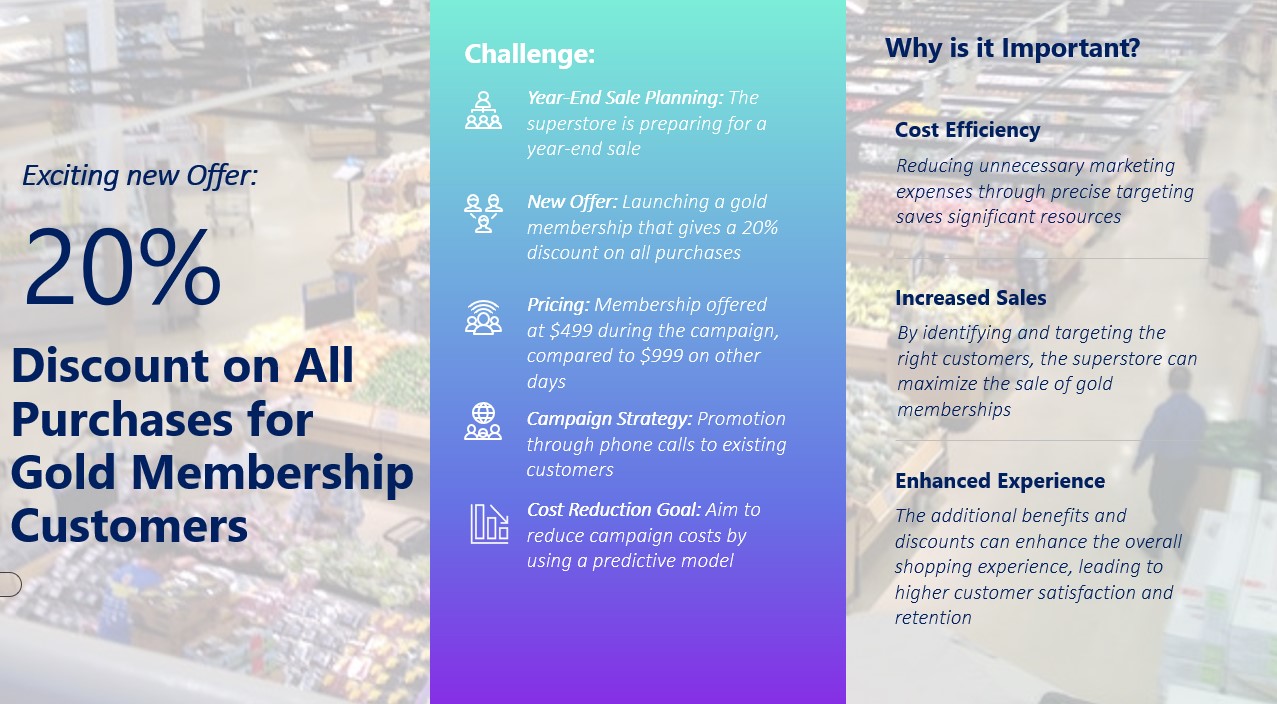 Exciting new Offer:
20%
Discount on All
Purchases for
Gold Membership
Customers
Challenge:
Year-End Sale Planning: The
superstore is preparing for a
year-end sale
New Offer: Launching a gold
membership that gives a 20%
discount on all purchases
Pricing: Membership offered
at $499 during the campaign,
compared to $999 on other
days
Campaign Strategy: Promotion
through phone calls to existing
customers
Cost Reduction Goal: Aim to
reduce campaign costs by
using a predictive model
Why is it Important?
Cost Efficiency
Reducing unnecessary marketing
expenses through precise targeting
saves significant resources
Increased Sales
By identifying and targeting the
right customers, the superstore can
maximize the sale of gold
memberships
Enhanced Experience
The additional benefits and
discounts can enhance the overall
shopping experience, leading to
higher customer satisfaction and
retention